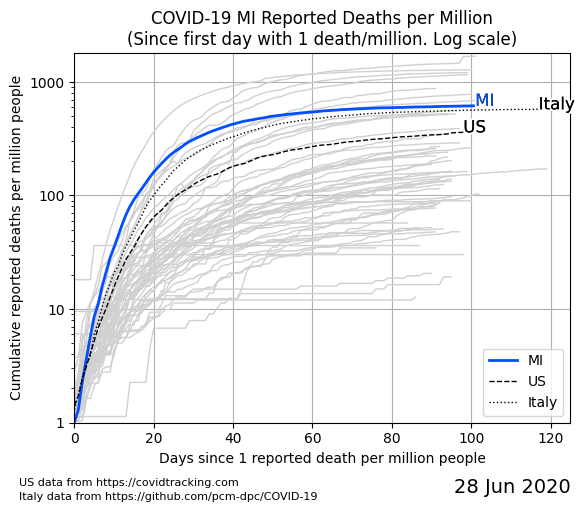 COVID-19 MI Reported Deaths per Million
(Since first day with 1 death/million. Log scale)
Cumulative reported deaths per million people
1000
100
10
1
MI
Italy
US
MI
US
Italy
0 20 40 60 80 100 120
Days since 1 reported death per million people
US data from https://covidtracking.com
Italy data from https://github.com/pcm-dpc/COVID-19
28 Jun 2020